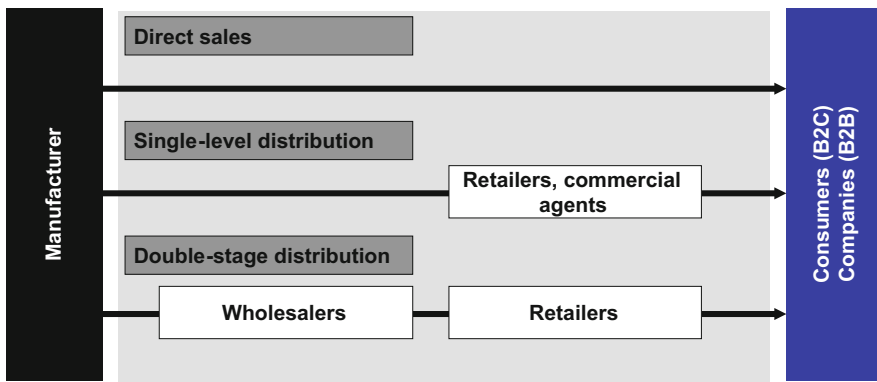 Manufacturer
Direct sales
Single-level distribution
Retailers, commercial
agents
Double-stage distribution
Wholesalers
Retailers
Consumers (B2C)
Companies (B2B)